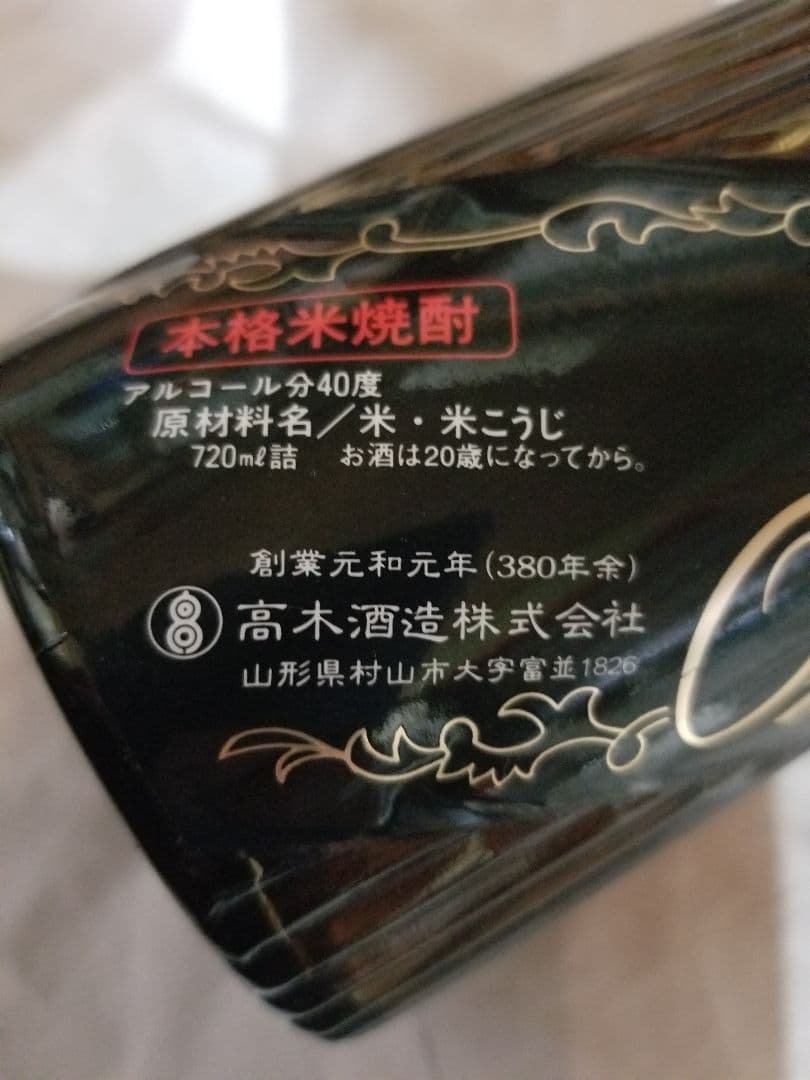 本格米焼酎
アルコール分40度
原材料名／米・米こうじ
720mℓ詰　お酒は20歳になってから。
創業元和元年(380年余)
高木酒造株式会社
山形県村山市大字富並1826